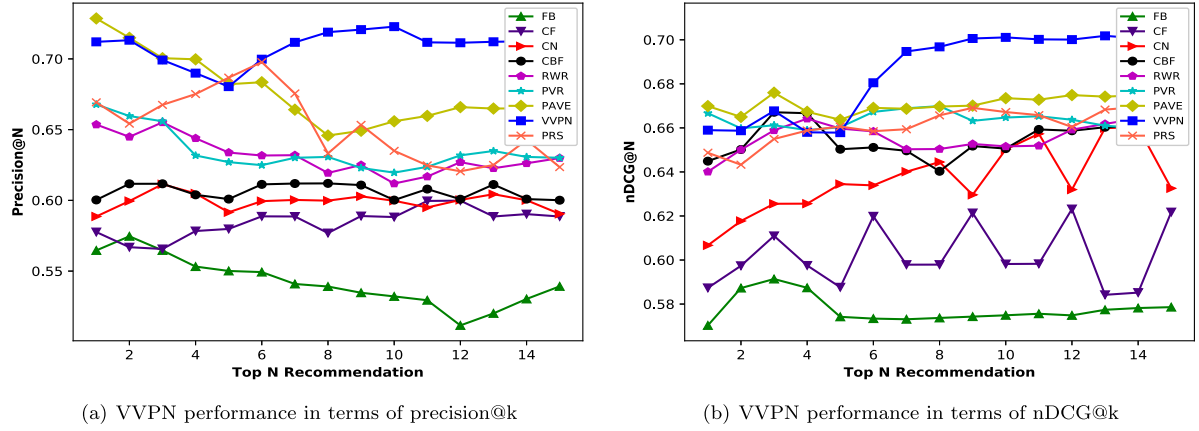 0.70
0.65
0.60
0.55
Precision@N
2 4 6 8 10 12 14
Top N Recommendation
FB
CF
CN
CBF
RWR
PVR
PAVE
VVPN
PRS
(a) VVPN performance in terms of precision@k
0.70
0.68
0.66
0.64
0.62
0.60
0.58
nDCG@N
2 4 6 8 10 12 14
Top N Recommendation
FB
CF
CN
CBF
RWR
PVR
PAVE
VVPN
PRS
(b) VVPN performance in terms of nDCG@k